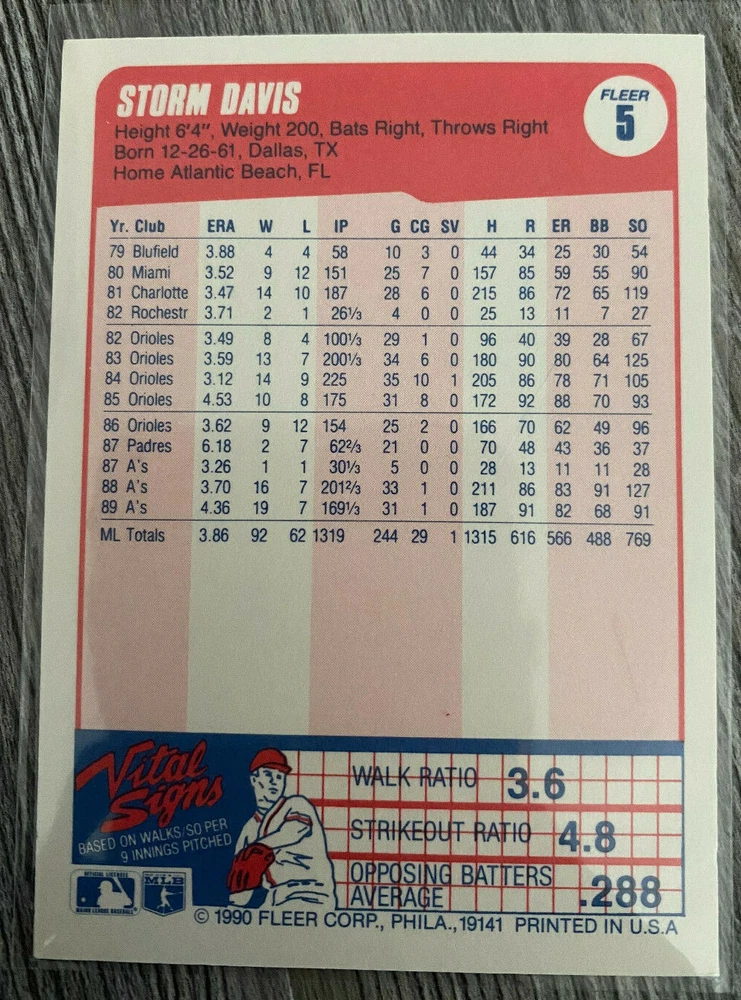 STORM DAVIS
FLEER
5
Height 6'4", Weight 200, Bats Right, Throws Right
Born 12-26-61, Dallas, TX
Home Atlantic Beach, FL
Yr. Club ERA W L IP G CG SV H R ER BB SO
79 Blufield 3.88 4 4 58 10 3 0 44 34 25 30 54
80 Miami 3.52 9 12 151 25 7 0 157 85 59 55 90
81 Charlotte 3.47 14 10 187 28 6 0 215 86 72 65 119
82 Rochestr 3.71 2 1 26⅓ 4 0 0 25 13 11 7 27
82 Orioles 3.49 8 4 100⅓ 29 1 0 96 40 39 28 67
83 Orioles 3.59 13 7 200⅓ 34 6 0 180 90 80 64 125
84 Orioles 3.12 14 9 225 35 10 1 205 86 78 71 105
85 Orioles 4.53 10 8 175 31 8 0 172 92 88 70 93
86 Orioles 3.62 9 12 154 25 2 0 166 70 62 49 96
87 Padres 6.18 2 7 62⅔ 21 0 0 70 48 43 36 37
87 A's 3.26 1 1 30⅓ 5 0 0 28 13 11 11 28
88 A's 3.70 16 7 201⅔ 33 1 0 211 86 83 91 127
89 A's 4.36 19 7 169⅓ 31 1 0 187 91 82 68 91
ML Totals 3.86 92 62 1319 244 29 1 1315 616 566 488 769
Vital
Signs
BASED ON WALKS/SO PER
9 INNINGS PITCHED
WALK RATIO 3.6
STRIKEOUT RATIO 4.8
OPPOSING BATTERS
AVERAGE .288
OFFICIAL LICENSEE
MAJOR LEAGUE BASEBALL
MLB
© 1990 FLEER CORP., PHILA., 19141 PRINTED IN U.S.A